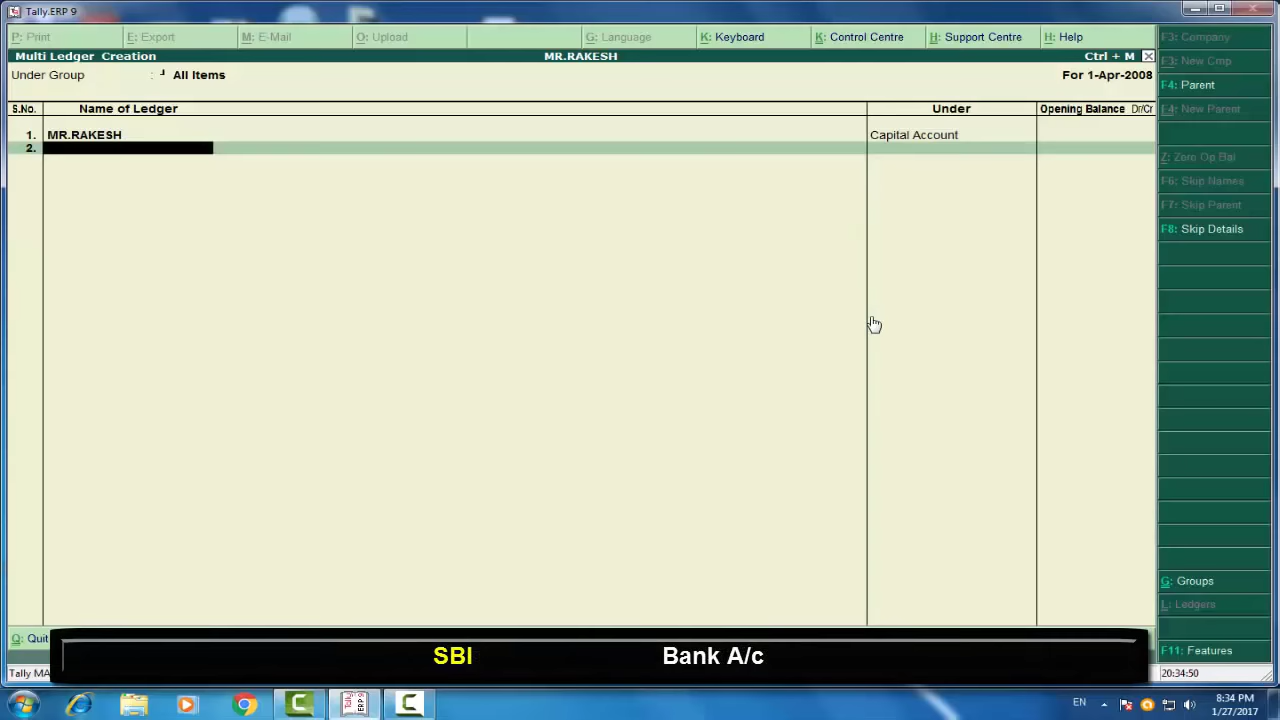 Tally.ERP 9
P: Print E: Export M: E-Mail O: Upload G: Language K: Keyboard K: Control Centre H: Support Centre H: Help
F3: Company
Multi Ledger Creation MR.RAKESH Ctrl + M
F3: New Cmp
Under Group : All Items For 1-Apr-2008
F4: Parent
S.No. Name of Ledger Under Opening Balance Dr/Cr
F4: New Parent
1. MR.RAKESH Capital Account
2.
Z: Zero Op Bal
F6: Skip Names
F7: Skip Parent
F8: Skip Details
G: Groups
L: Ledgers
Q: Quit
SBI Bank A/c
F11: Features
Tally MA
20:34:50
EN
8:34 PM
1/27/2017